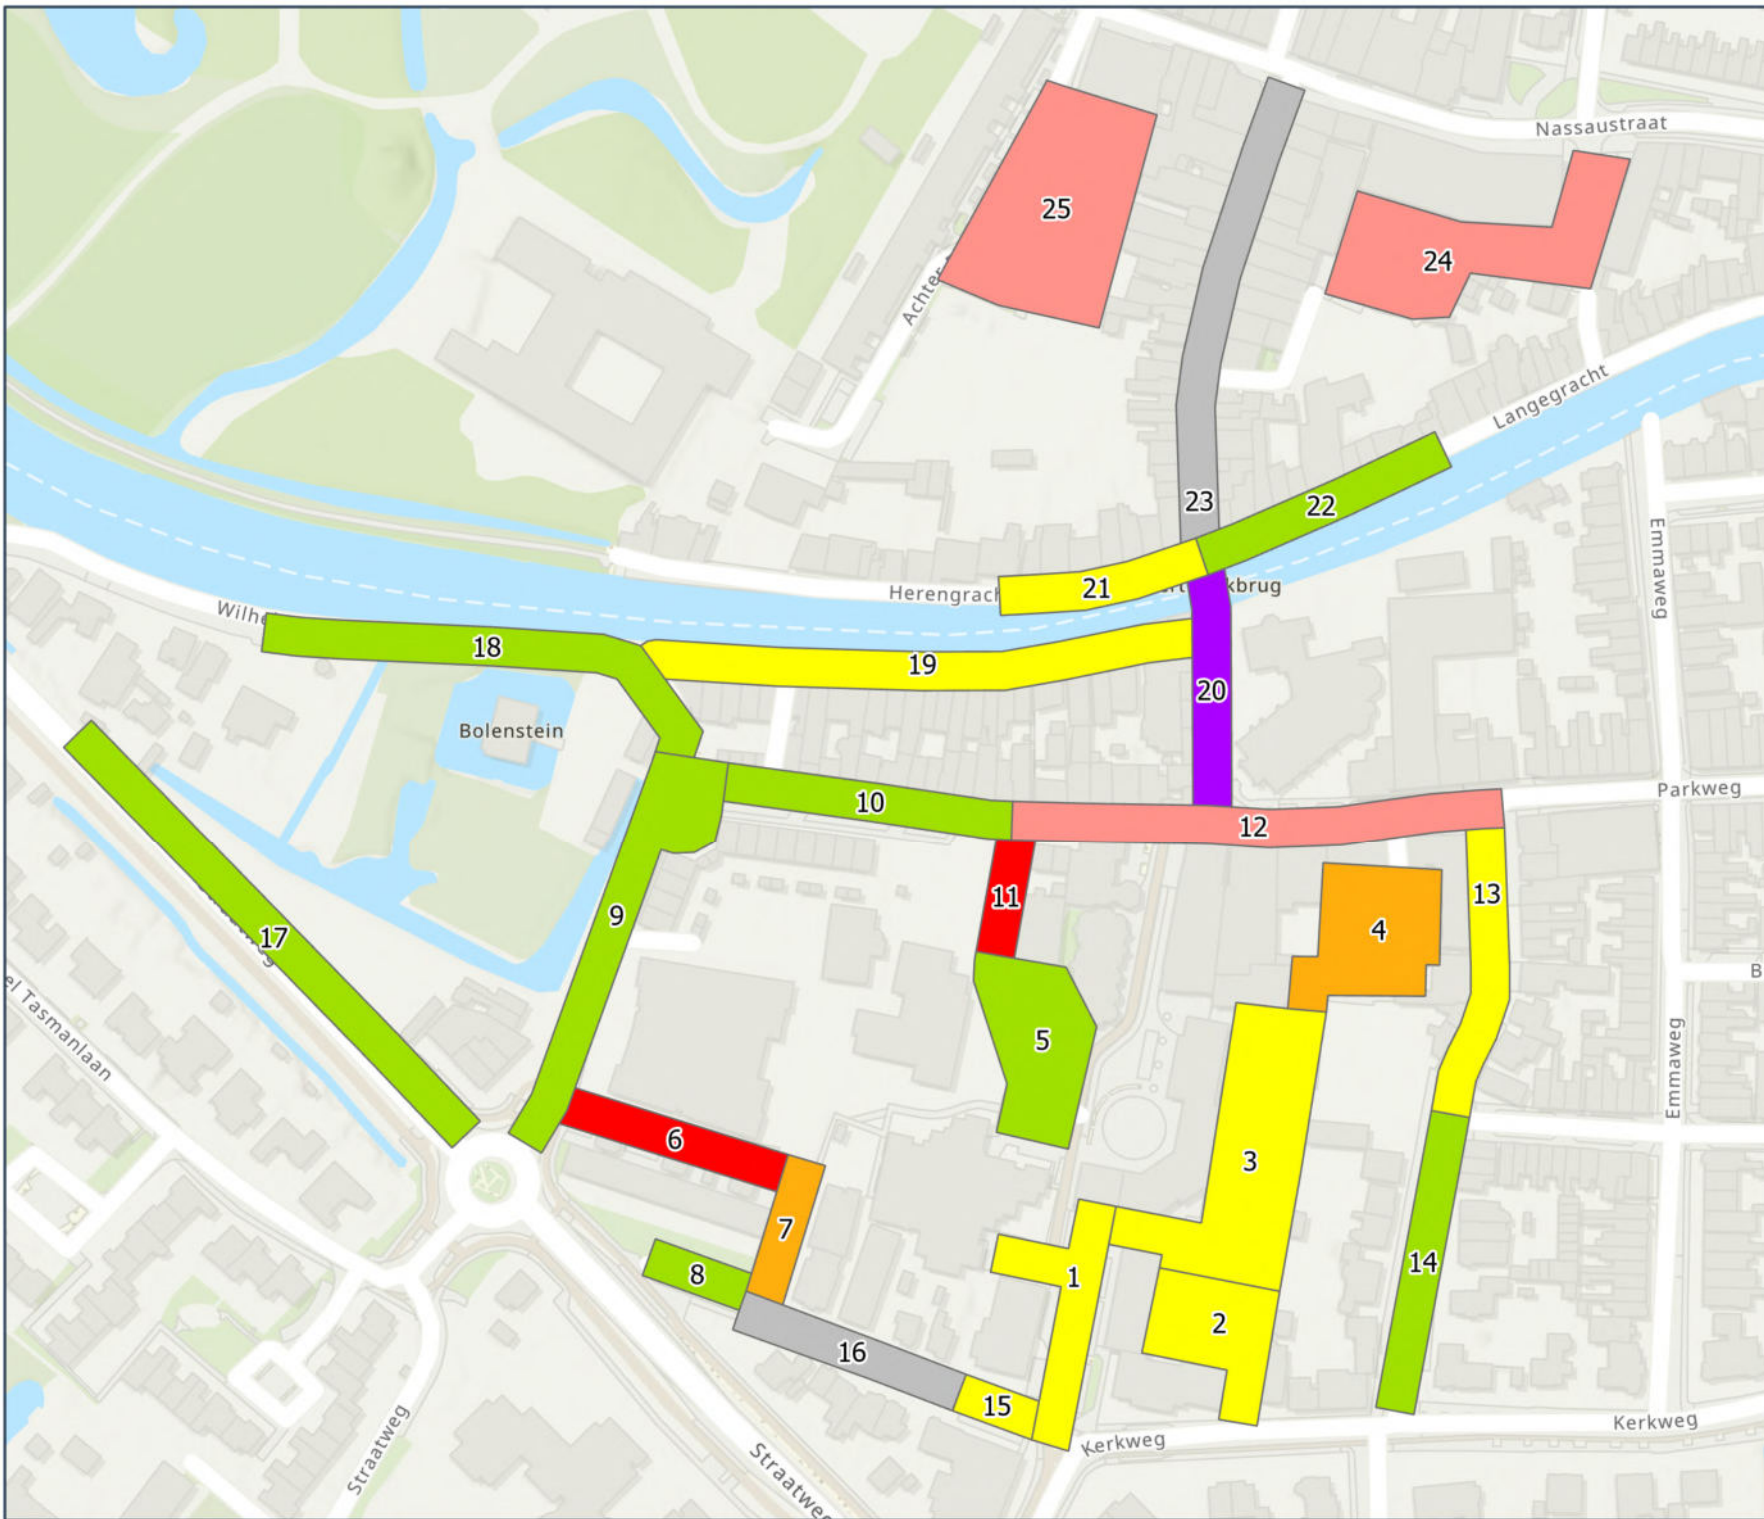 Nassaustraat
25
24
Achter
Langegracht
23
22
Emmaweg
Herengrach
21
kbrug
Wilhe
18
19
20
Bolenstein
Parkweg
10
12
11
13
9
4
17
el Tasmanlaan
B
5
Emmaweg
6
3
7
14
8
1
2
16
15
Straatweg
Kerkweg
Kerkweg
Straatweg